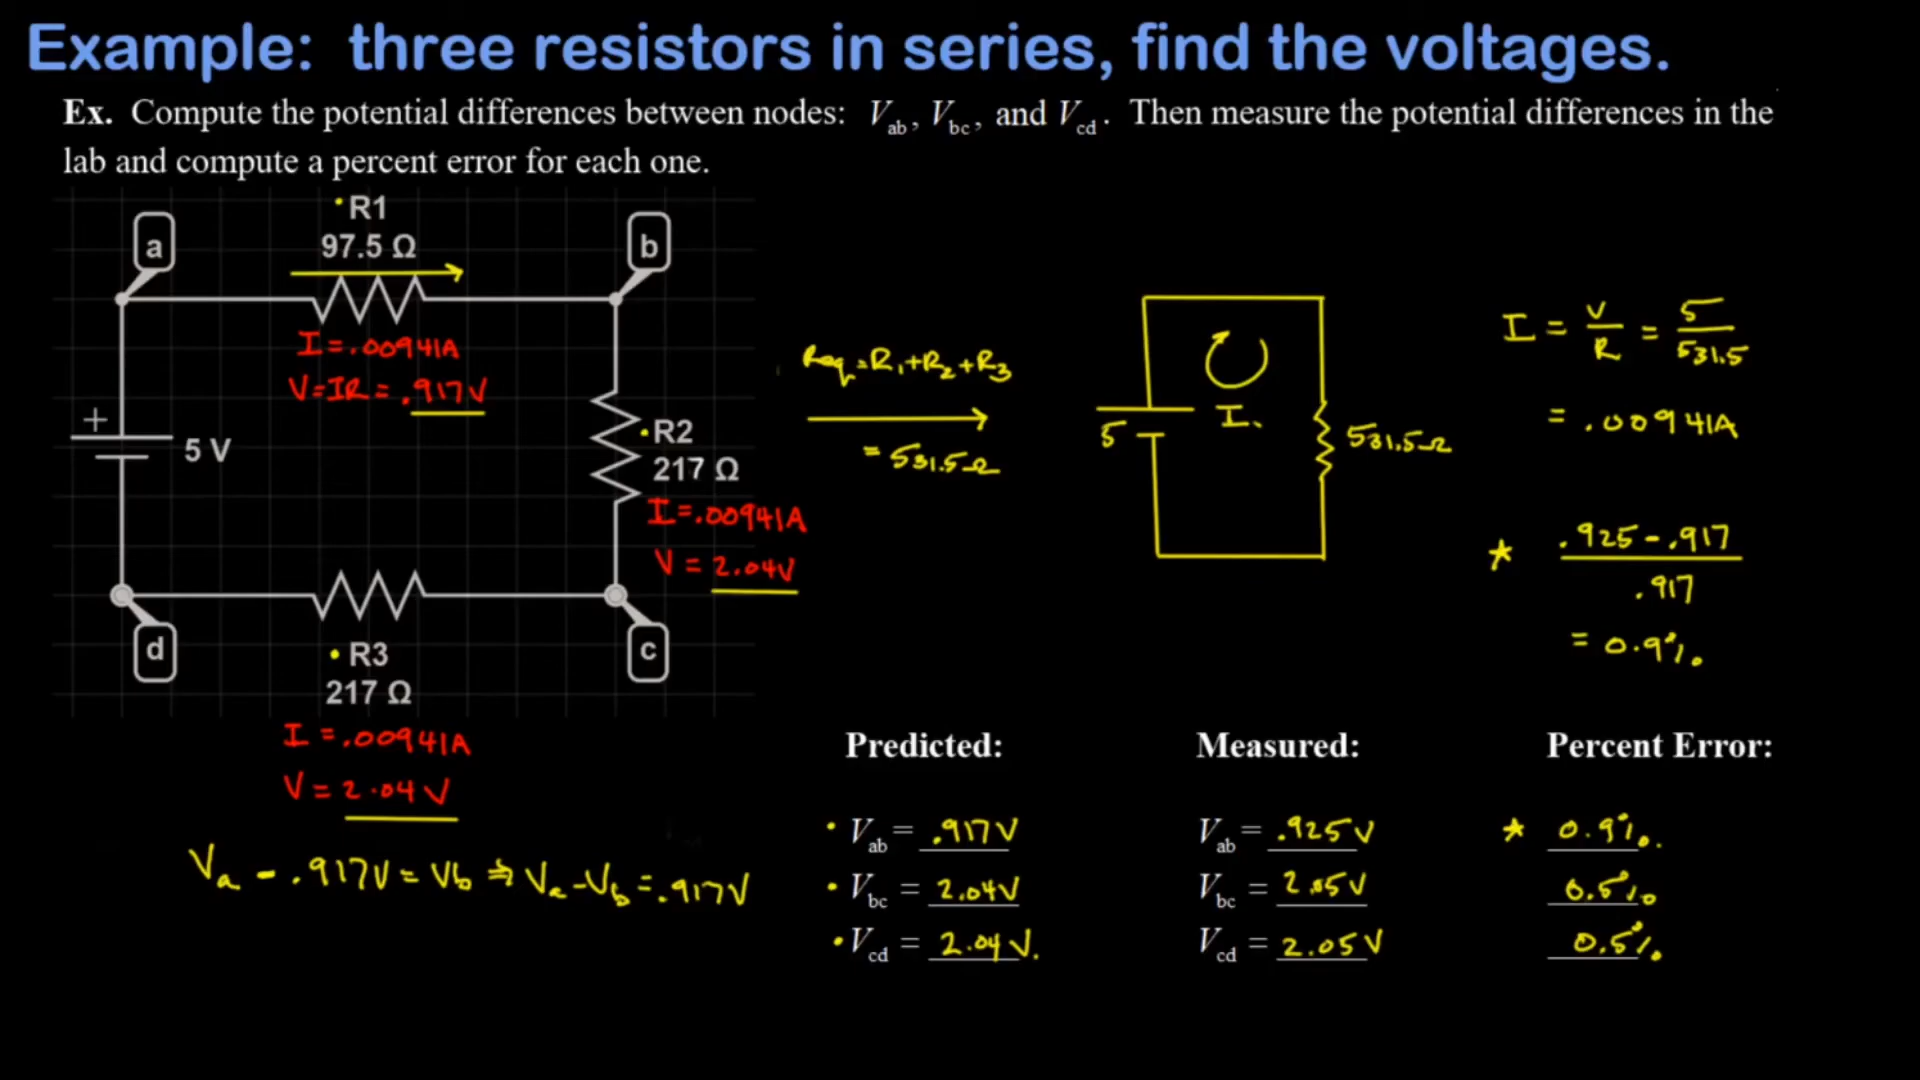 Example: three resistors in series, find the voltages.
Ex. Compute the potential differences between nodes: Vab, Vbc, and Vcd. Then measure the potential differences in the
lab and compute a percent error for each one.
R1
97.5 Ω
a
b
I = .00941A
V=IR = .917V
+
5 V
R2
217 Ω
I = .00941A
V = 2.04V
d
c
R3
217 Ω
I = .00941A
V = 2.04 V
Va - .917V = Vb ⇒ Va-Vb = .917V
Req = R1+R2+R3
= 531.5Ω
5
I.
531.5Ω
I = V/R = 5/531.5
= .00941A
* .925 - .917
.917
= 0.9%
Predicted: Measured: Percent Error:
• Vab = .917V Vab = .925V * 0.9%.
• Vbc = 2.04V Vbc = 2.05V 0.5%
• Vcd = 2.04 V. Vcd = 2.05V 0.5%